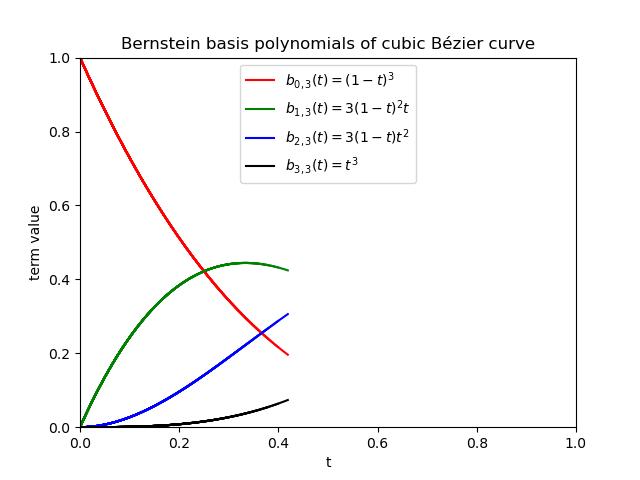 Bernstein basis polynomials of cubic Bézier curve
1.0
0.8
0.6
0.4
0.2
0.0
term value
b₀,₃(t) = (1 − t)³
b₁,₃(t) = 3(1 − t)²t
b₂,₃(t) = 3(1 − t)t²
b₃,₃(t) = t³
0.0 0.2 0.4 0.6 0.8 1.0
t